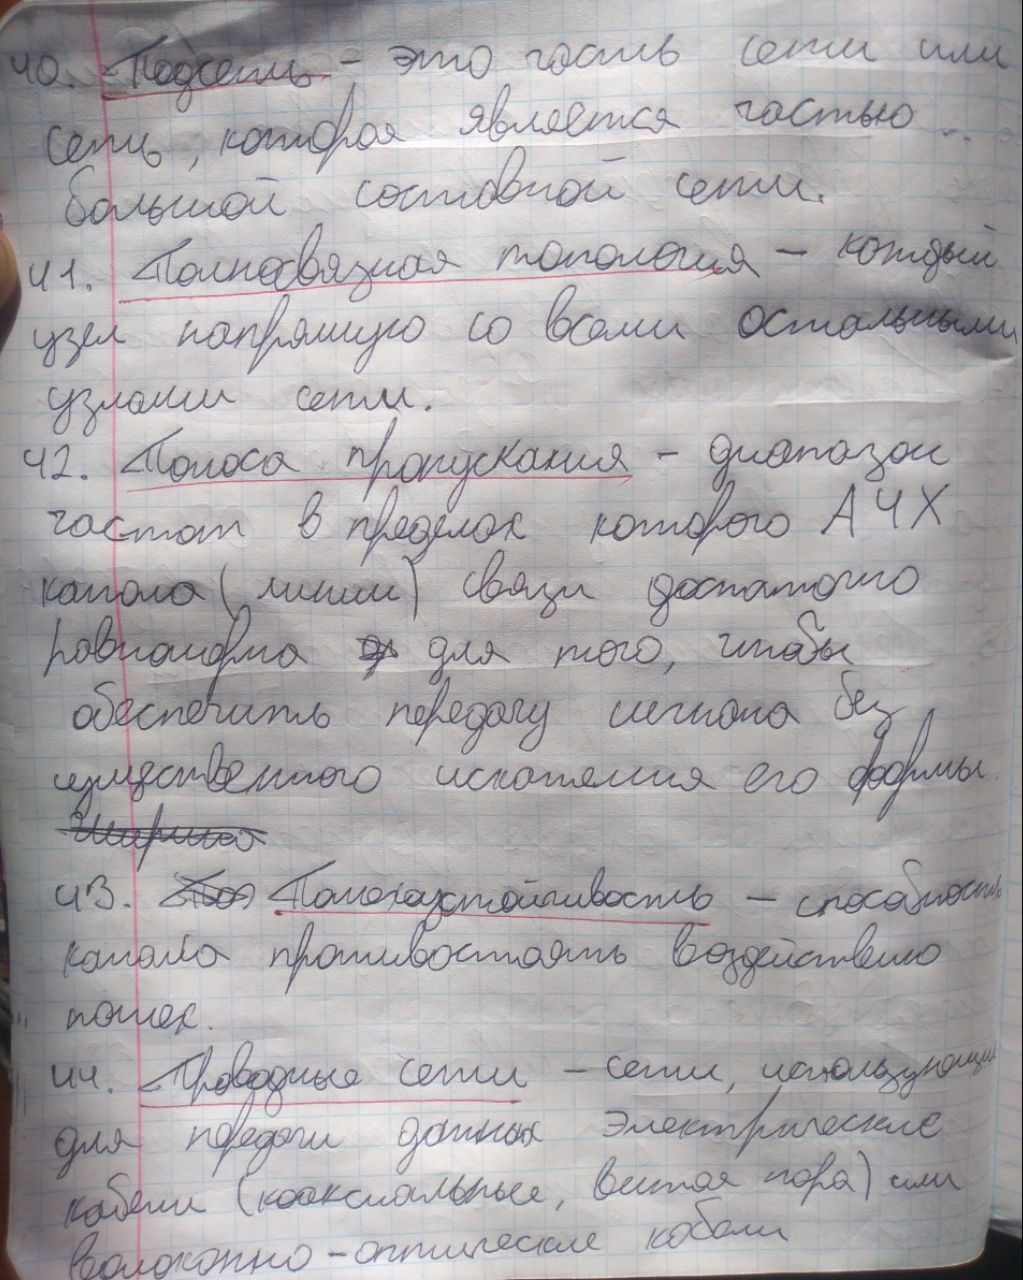 40. Подсеть - это часть сети или
сеть, которая является частью
большой составной сети.
41. Полносвязная топология - каждый
узел напрямую со всеми остальными
узлами сети.
42. Полоса пропускания - диапазон
частот в пределах которого АЧХ
канала (линии) связи достаточно
равномерна для того, чтобы
обеспечить передачу сигнала без
существенного искажения его формы.
Ширина
43. Помехоустойчивость - способность
канала противостоять воздействию
помех.
44. Проводные сети - сети, использующие
для передачи данных электрические
кабели (коаксиальные, витая пара) или
волоконно-оптические кабели